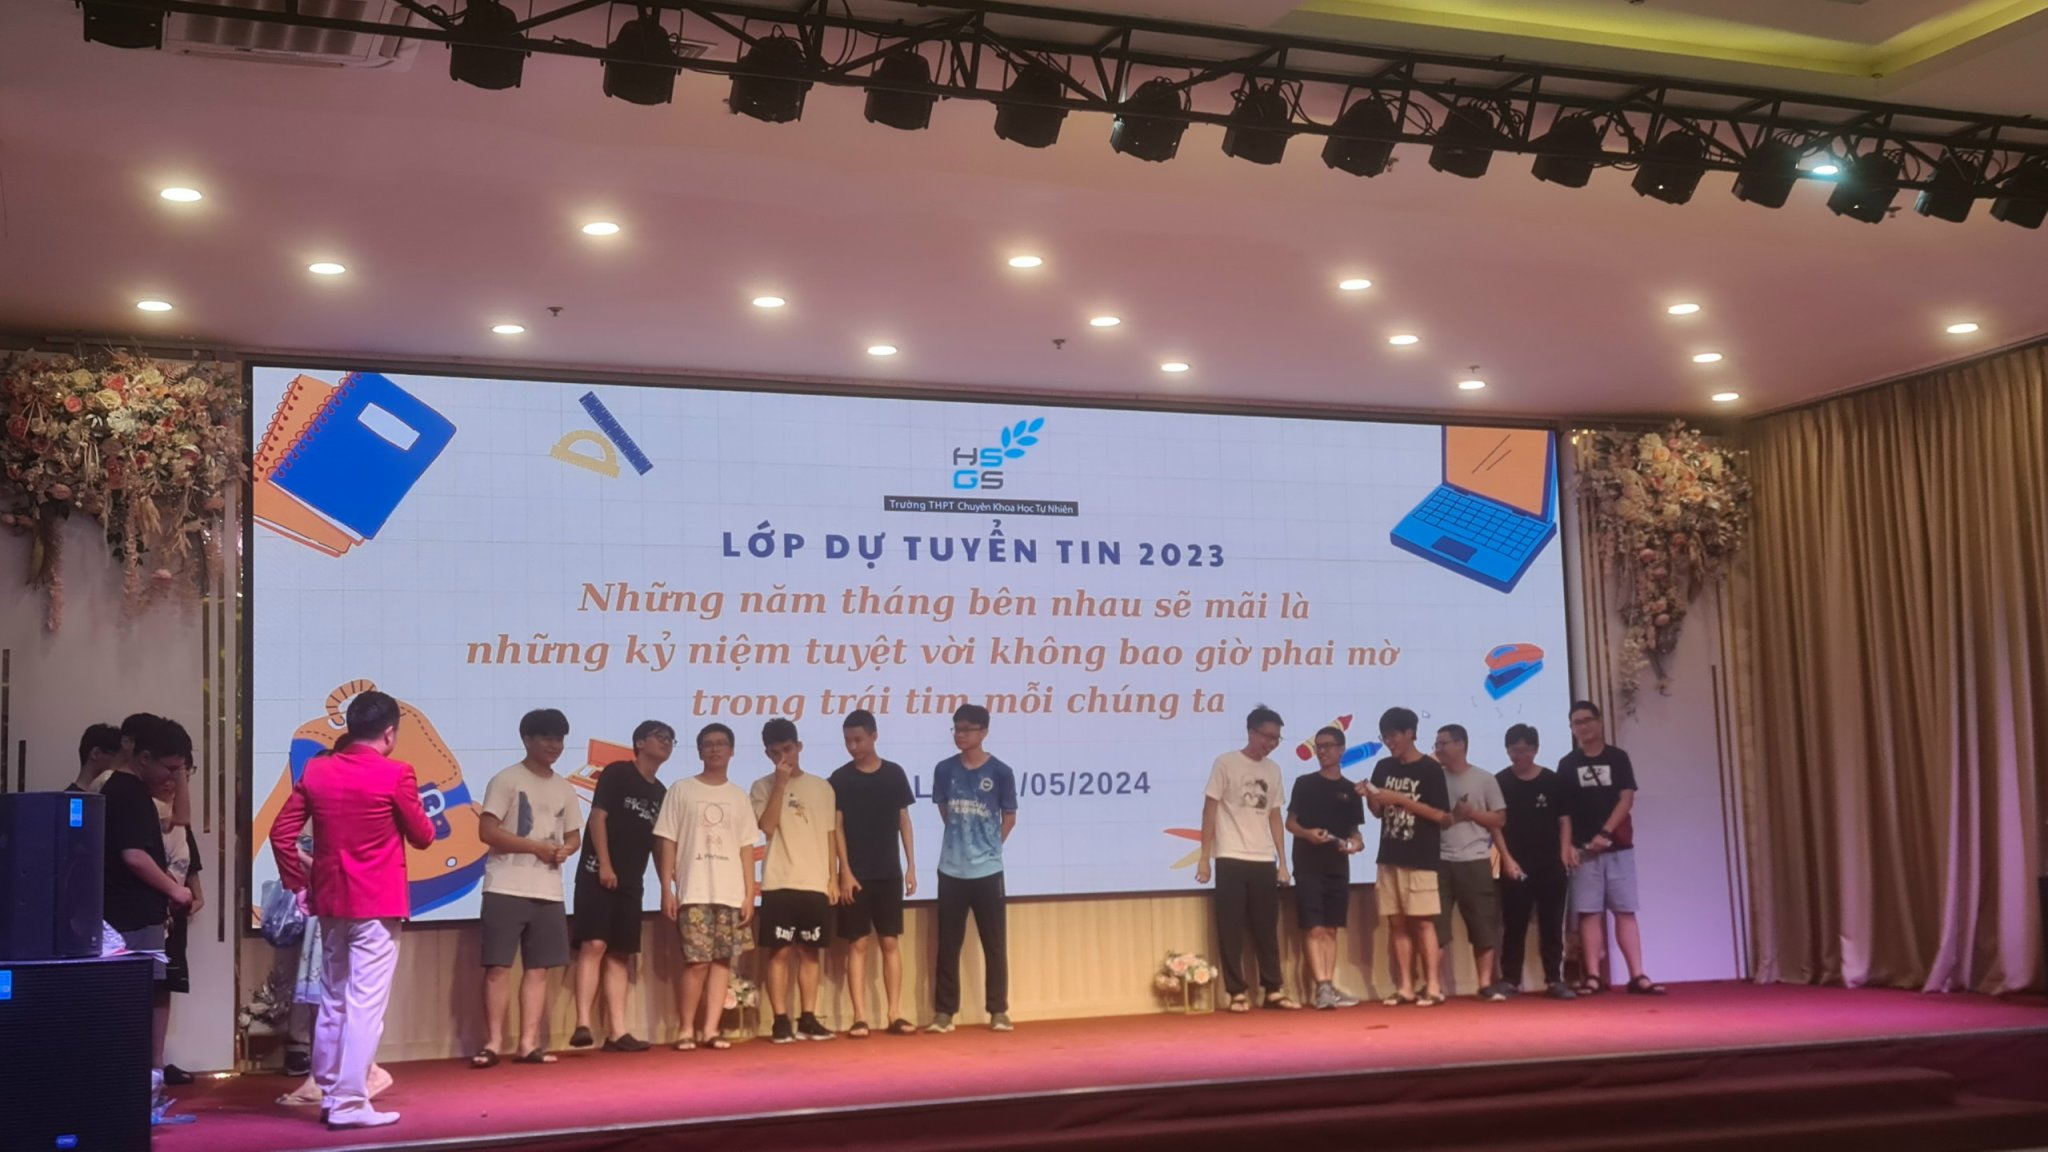 HS
GS
Trường THPT Chuyên Khoa Học Tự Nhiên
LỚP DỰ TUYỂN TIN 2023
Những năm tháng bên nhau sẽ mãi là
những kỷ niệm tuyệt vời không bao giờ phai mờ
trong trái tim mỗi chúng ta
/05/2024
AMERICAN
EXPRESS
HUEY